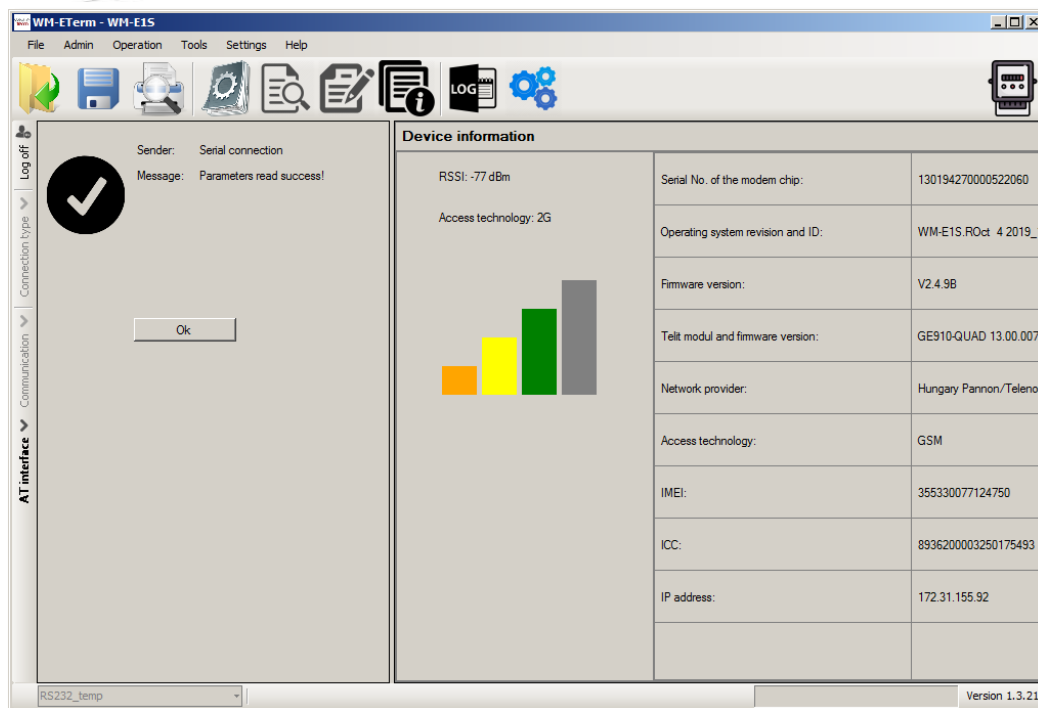 WM-ETerm - WM-E1S
File Admin Operation Tools Settings Help
LOG
Log off
Connection type
Communication
AT interface
Sender: Serial connection
Message: Parameters read success!
Ok
Device information
RSSI: -77 dBm
Access technology: 2G
Serial No. of the modem chip: 130194270000522060
Operating system revision and ID: WM-E1S.ROct 4 2019_
Firmware version: V2.4.9B
Telit modul and firmware version: GE910-QUAD 13.00.007
Network provider: Hungary Pannon/Teleno
Access technology: GSM
IMEI: 355330077124750
ICC: 8936200003250175493
IP address: 172.31.155.92
RS232_temp
Version 1.3.21